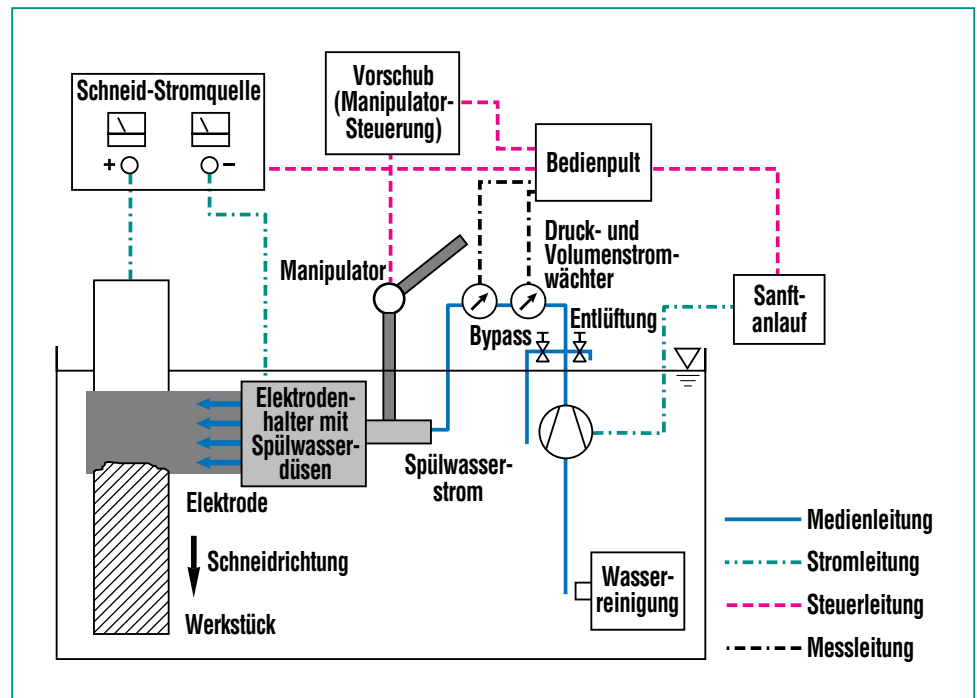 Schneid-Stromquelle
+
–
Vorschub
(Manipulator-
Steuerung)
Bedienpult
Manipulator
Druck- und
Volumenstrom-
wächter
Bypass
Entlüftung
Sanft-
anlauf
Elektroden-
halter mit
Spülwasser-
düsen
Spülwasser-
strom
Elektrode
Schneidrichtung
Werkstück
Wasser-
reinigung
Medienleitung
Stromleitung
Steuerleitung
Messleitung